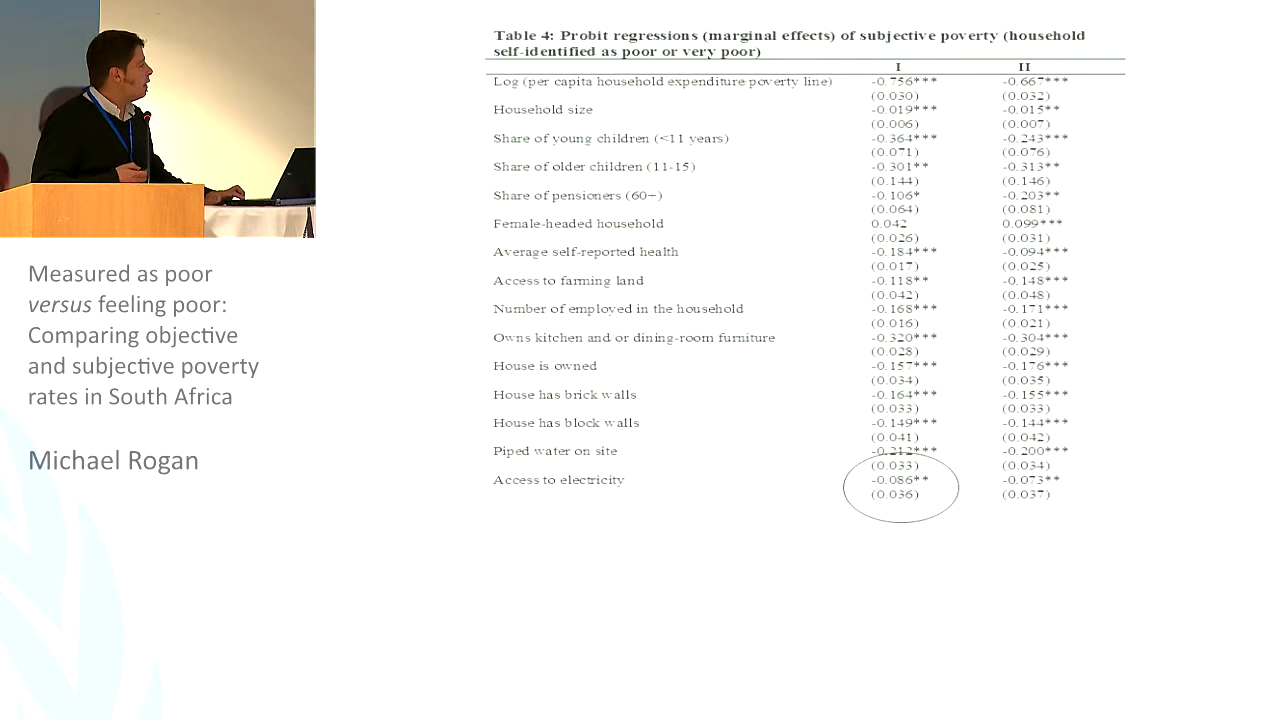 Table 4: Probit regressions (marginal effects) of subjective poverty (household
self-identified as poor or very poor)
I II
Log (per capita household expenditure poverty line) -0.756*** -0.667***
(0.030) (0.032)
Household size -0.019*** -0.015**
(0.006) (0.007)
Share of young children (<11 years) -0.364*** -0.243***
(0.071) (0.076)
Share of older children (11-15) -0.301** -0.313**
(0.144) (0.146)
Share of pensioners (60+) -0.106* -0.203**
(0.064) (0.081)
Female-headed household 0.042 0.099***
(0.026) (0.031)
Average self-reported health -0.184*** -0.094***
(0.017) (0.025)
Access to farming land -0.118** -0.148***
(0.042) (0.048)
Number of employed in the household -0.168*** -0.171***
(0.016) (0.021)
Owns kitchen and or dining-room furniture -0.320*** -0.304***
(0.028) (0.029)
House is owned -0.157*** -0.176***
(0.034) (0.035)
House has brick walls -0.164*** -0.155***
(0.033) (0.033)
House has block walls -0.149*** -0.144***
(0.041) (0.042)
Piped water on site -0.212*** -0.200***
(0.033) (0.034)
Access to electricity -0.086** -0.073**
(0.036) (0.037)
Measured as poor
versus feeling poor:
Comparing objective
and subjective poverty
rates in South Africa
Michael Rogan